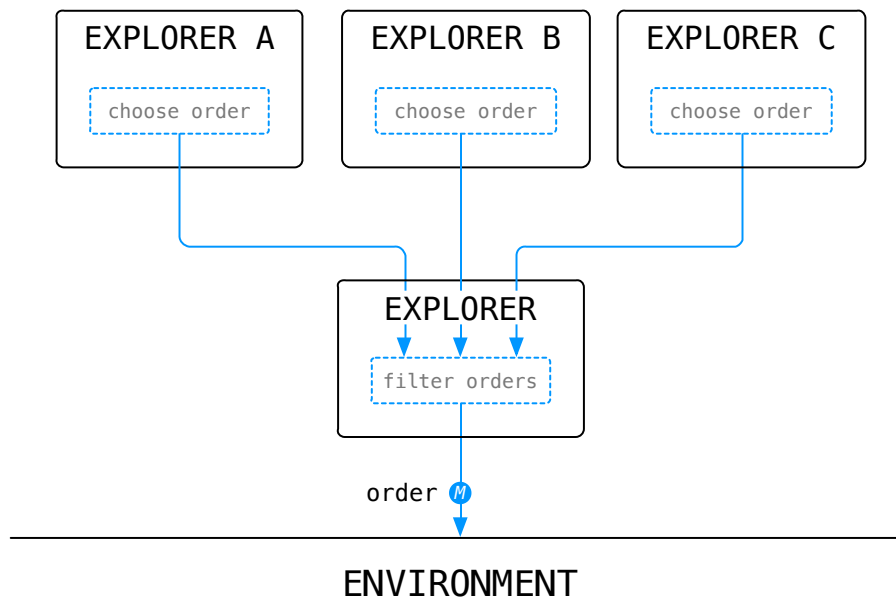 EXPLORER A
EXPLORER B
EXPLORER C
choose order
choose order
choose order
EXPLORER
filter orders
order M
ENVIRONMENT